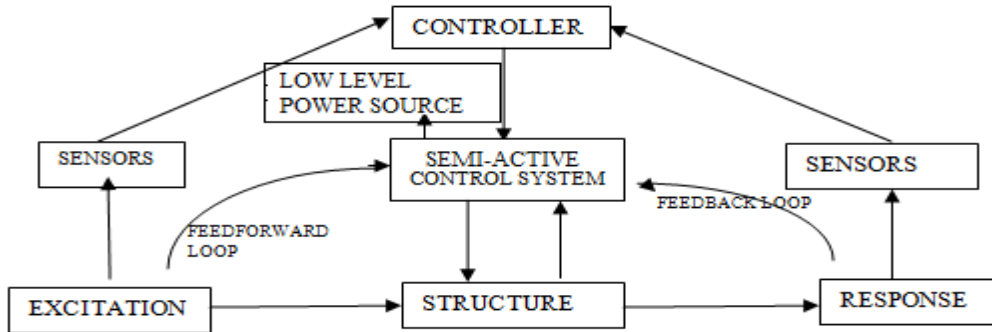 CONTROLLER
LOW LEVEL
POWER SOURCE
SENSORS
SEMI-ACTIVE
CONTROL SYSTEM
SENSORS
FEEDFORWARD
LOOP
FEEDBACK LOOP
EXCITATION
STRUCTURE
RESPONSE